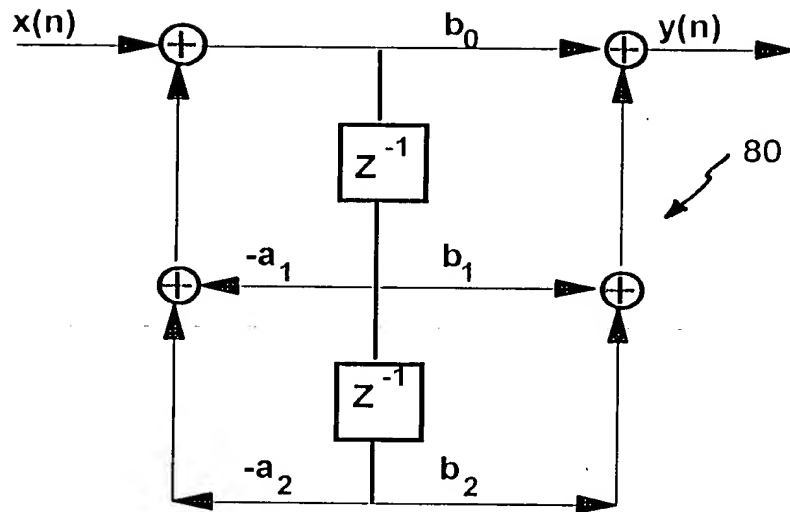 x(n) b₀ y(n)
Z⁻¹
80
-a₁ b₁
Z⁻¹
-a₂ b₂